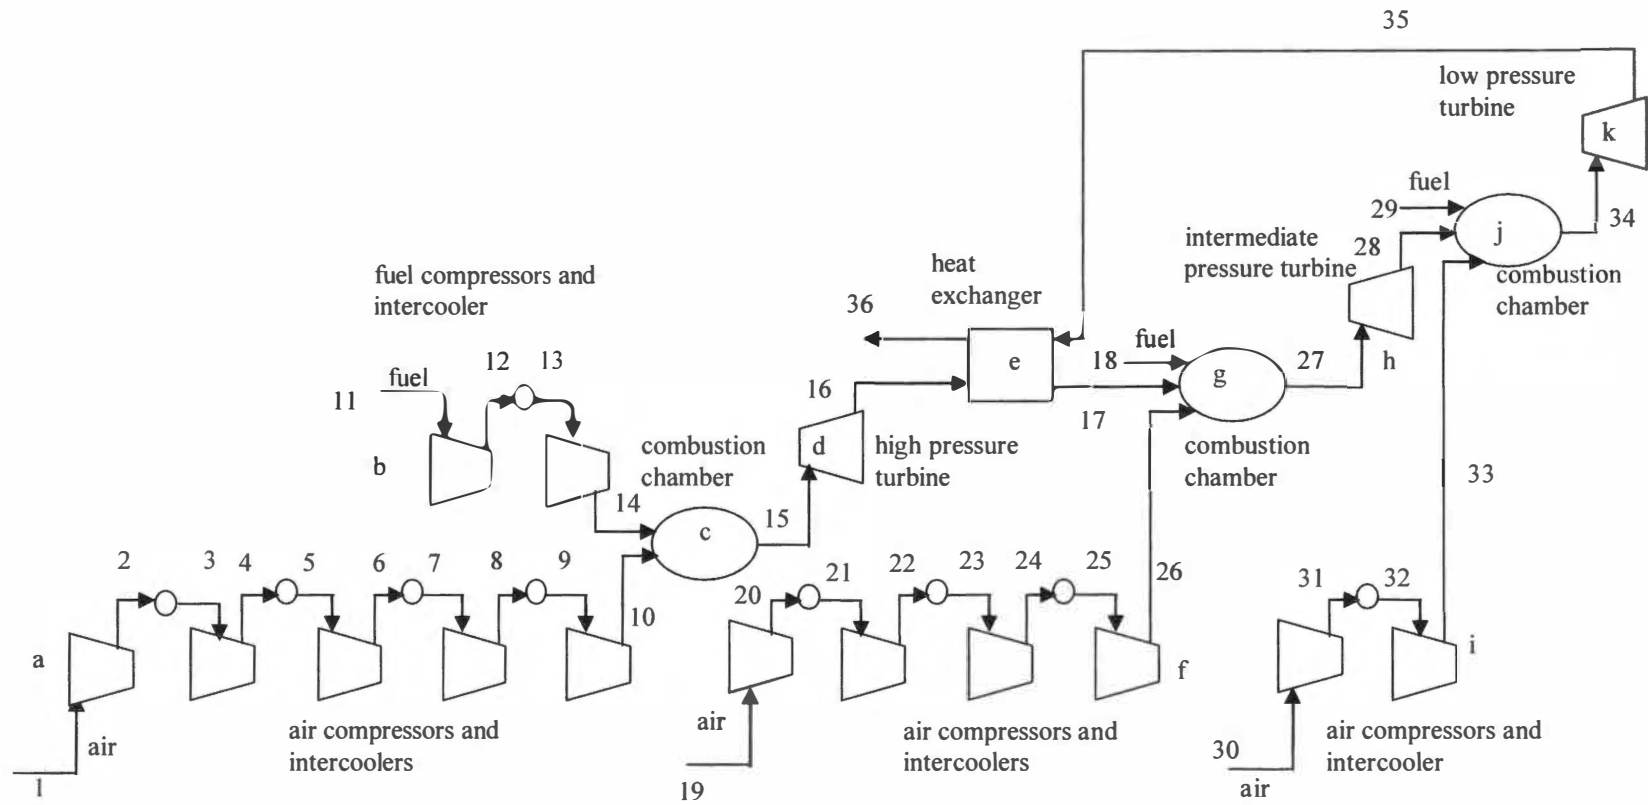 35
low pressure
turbine
k
fuel
29
j
34
28
intermediate
pressure turbine
combustion
chamber
h
heat
exchanger
36
e
fuel
18
g
27
17
combustion
chamber
33
fuel compressors and
intercooler
12
13
fuel
11
b
14
16
d
high pressure
turbine
combustion
chamber
c
15
2
3
4
5
6
7
8
9
10
20
21
22
23
24
25
26
31
32
a
f
i
air
air compressors and
intercoolers
1
air
air compressors and
intercoolers
19
30
air
air compressors and
intercooler